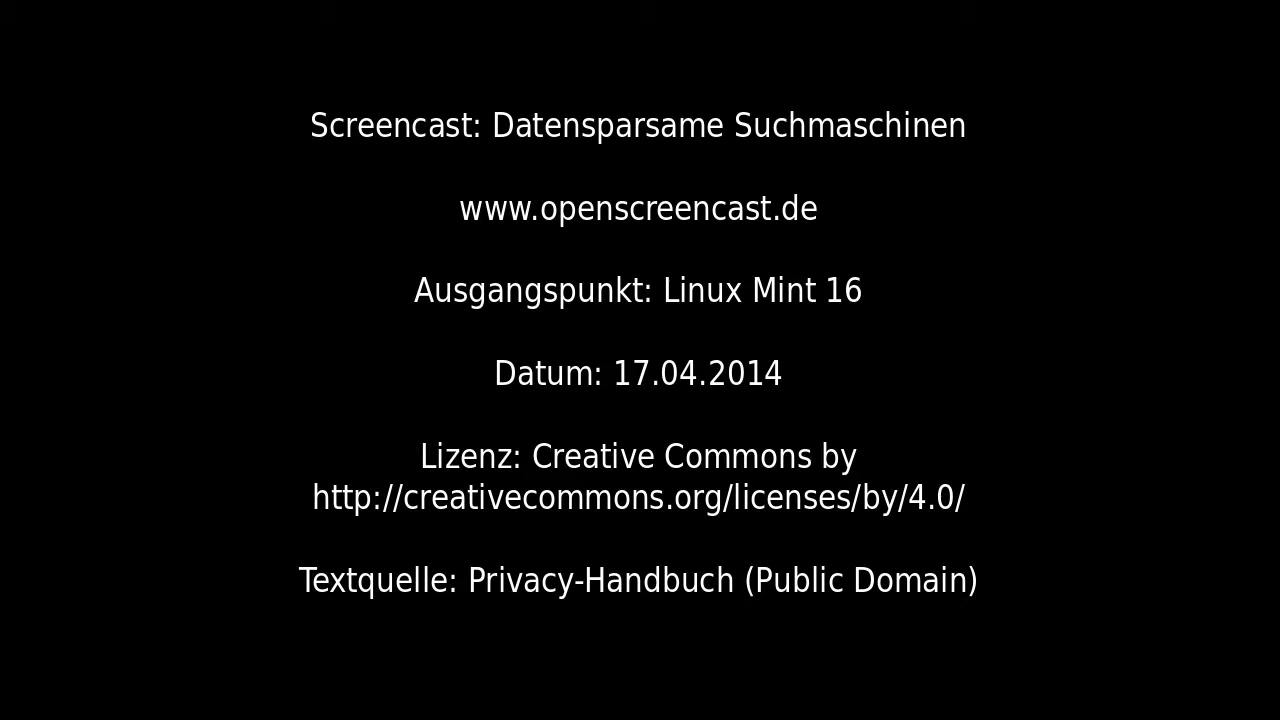 Screencast: Datensparsame Suchmaschinen
www.openscreencast.de
Ausgangspunkt: Linux Mint 16
Datum: 17.04.2014
Lizenz: Creative Commons by
http://creativecommons.org/licenses/by/4.0/
Textquelle: Privacy-Handbuch (Public Domain)